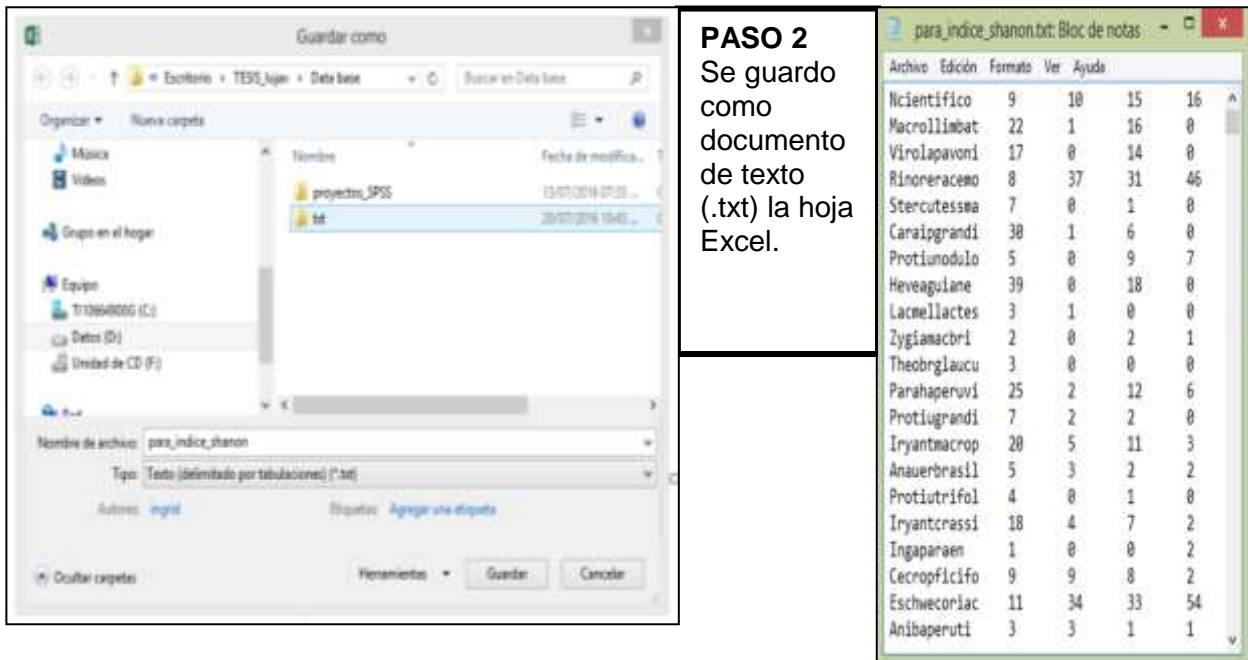 Guardar como
Escritorio › TESIS_lujan › Data base
Buscar en Data base
Organizar
Nueva carpeta
Música
Videos
Grupo en el hogar
Equipo
Datos (D:)
Unidad de CD (F:)
Nombre
Fecha de modifica...
proyectos_SPSS
txt
Nombre de archivo: para_indice_shanon
Tipo: Texto (delimitado por tabulaciones) (*.txt)
Autores: ingrid
Etiquetas: Agregar una etiqueta
Ocultar carpetas
Herramientas
Guardar
Cancelar
PASO 2
Se guardo
como
documento
de texto
(.txt) la hoja
Excel.
para_indice_shanon.txt: Bloc de notas
Archivo Edición Formato Ver Ayuda
Ncientifico 9 10 15 16
Macrollimbat 22 1 16 0
Virolapavoni 17 0 14 0
Rinoreracemo 8 37 31 46
Stercutessma 7 0 1 0
Caraipgrandi 30 1 6 0
Protiunodulo 5 0 9 7
Heveaguiane 39 0 18 0
Lacmellactes 3 1 0 0
Zygiamacbri 2 0 2 1
Theobrglaucu 3 0 0 0
Parahaperuvi 25 2 12 6
Protiugrandi 7 2 2 0
Iryantmacrop 20 5 11 3
Anauerbrasil 5 3 2 2
Protiutrifol 4 0 1 0
Iryantcrassi 18 4 7 2
Ingaparaen 1 0 0 2
Cecropficifo 9 9 8 2
Eschwecoriac 11 34 33 54
Anibaperuti 3 3 1 1